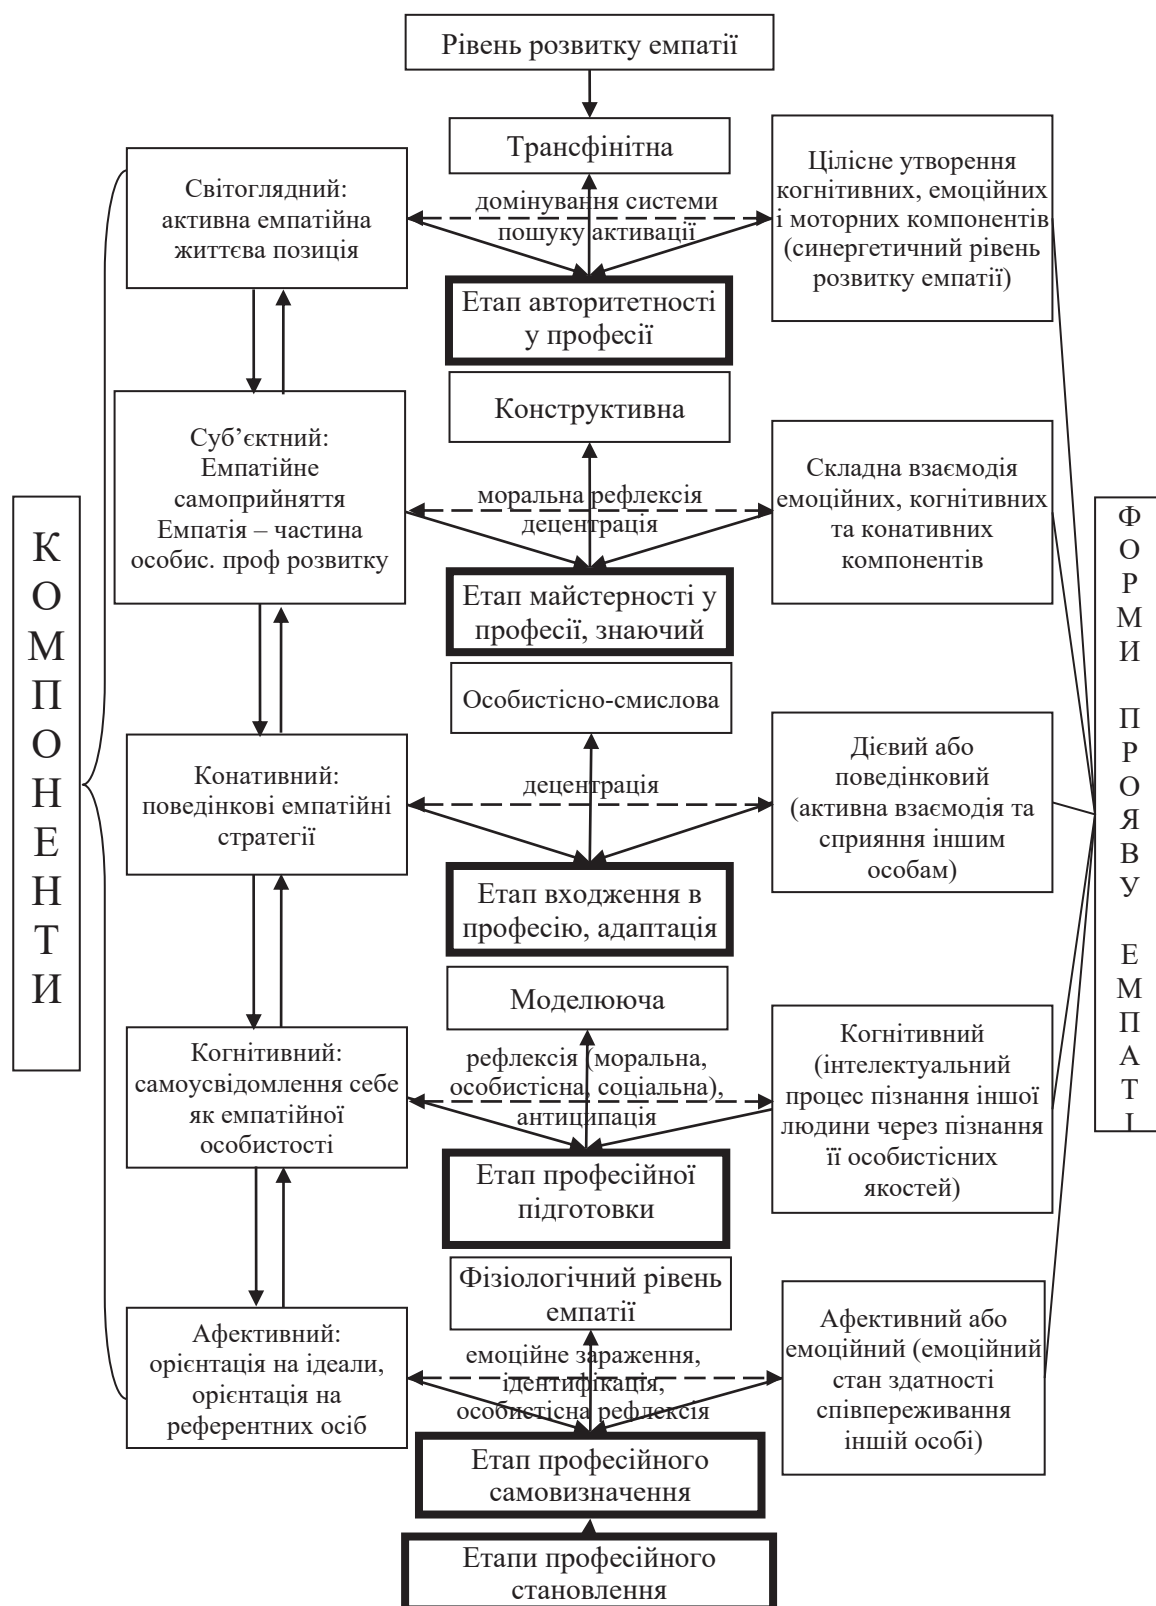 Рівень розвитку емпатії
Трансфінітна
Світоглядний:
активна емпатійна
життєва позиція
домінування системи
пошуку активації
Цілісне утворення
когнітивних, емоційних
і моторних компонентів
(синергетичний рівень
розвитку емпатії)
Етап авторитетності
у професії
Конструктивна
Суб’єктний:
Емпатійне
самоприйняття
Емпатія – частина
особис. проф розвитку
моральна рефлексія
децентрація
Складна взаємодія
емоційних, когнітивних
та конативних
компонентів
Етап майстерності у
професії, знаючий
КОМПОНЕНТИ
ФОРМИ ПРОЯВУ ЕМПАТІ
Особистісно-смислова
Конативний:
поведінкові емпатійні
стратегії
децентрація
Дієвий або
поведінковий
(активна взаємодія та
сприяння іншим
особам)
Етап входження в
професію, адаптація
Моделююча
Когнітивний:
самоусвідомлення себе
як емпатійної
особистості
рефлексія (моральна,
особистісна, соціальна),
антиципація
Когнітивний
(інтелектуальний
процес пізнання іншої
людини через пізнання
її особистісних
якостей)
Етап професійної
підготовки
Фізіологічний рівень
емпатії
Афективний:
орієнтація на ідеали,
орієнтація на
референтних осіб
емоційне зараження,
ідентифікація,
особистісна рефлексія
Афективний або
емоційний (емоційний
стан здатності
співпереживання
іншій особі)
Етап професійного
самовизначення
Етапи професійного
становлення